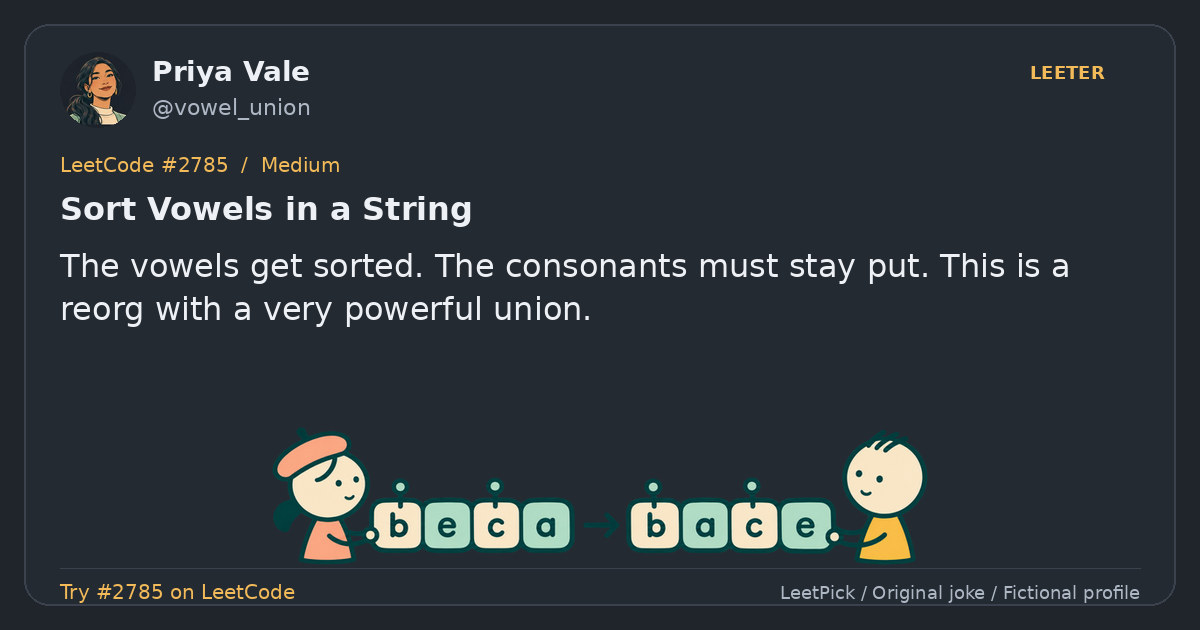 Priya Vale
LEETER
@vowel_union
LeetCode #2785 / Medium
Sort Vowels in a String
The vowels get sorted. The consonants must stay put. This is a
reorg with a very powerful union.
b e c a → b a c e
Try #2785 on LeetCode
LeetPick / Original joke / Fictional profile